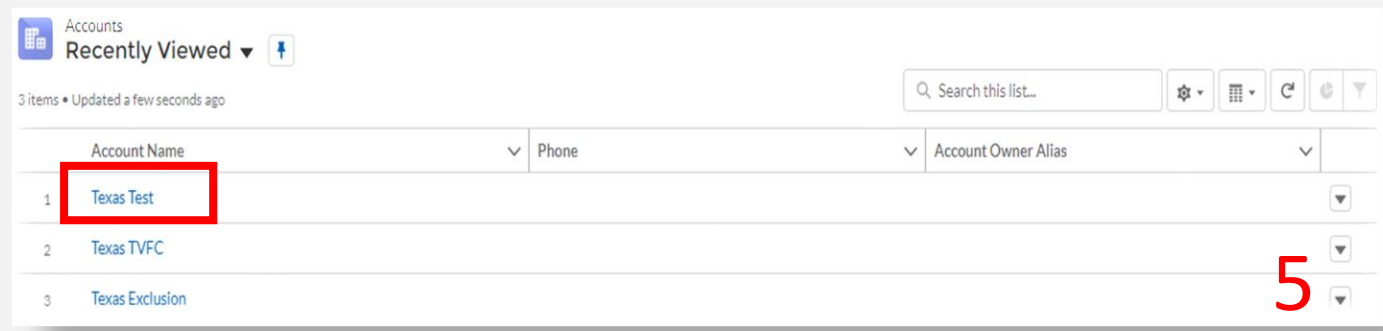 Accounts
Recently Viewed
Search this list...
3 items • Updated a few seconds ago
Account Name Phone Account Owner Alias
1 Texas Test
2 Texas TVFC
3 Texas Exclusion
5